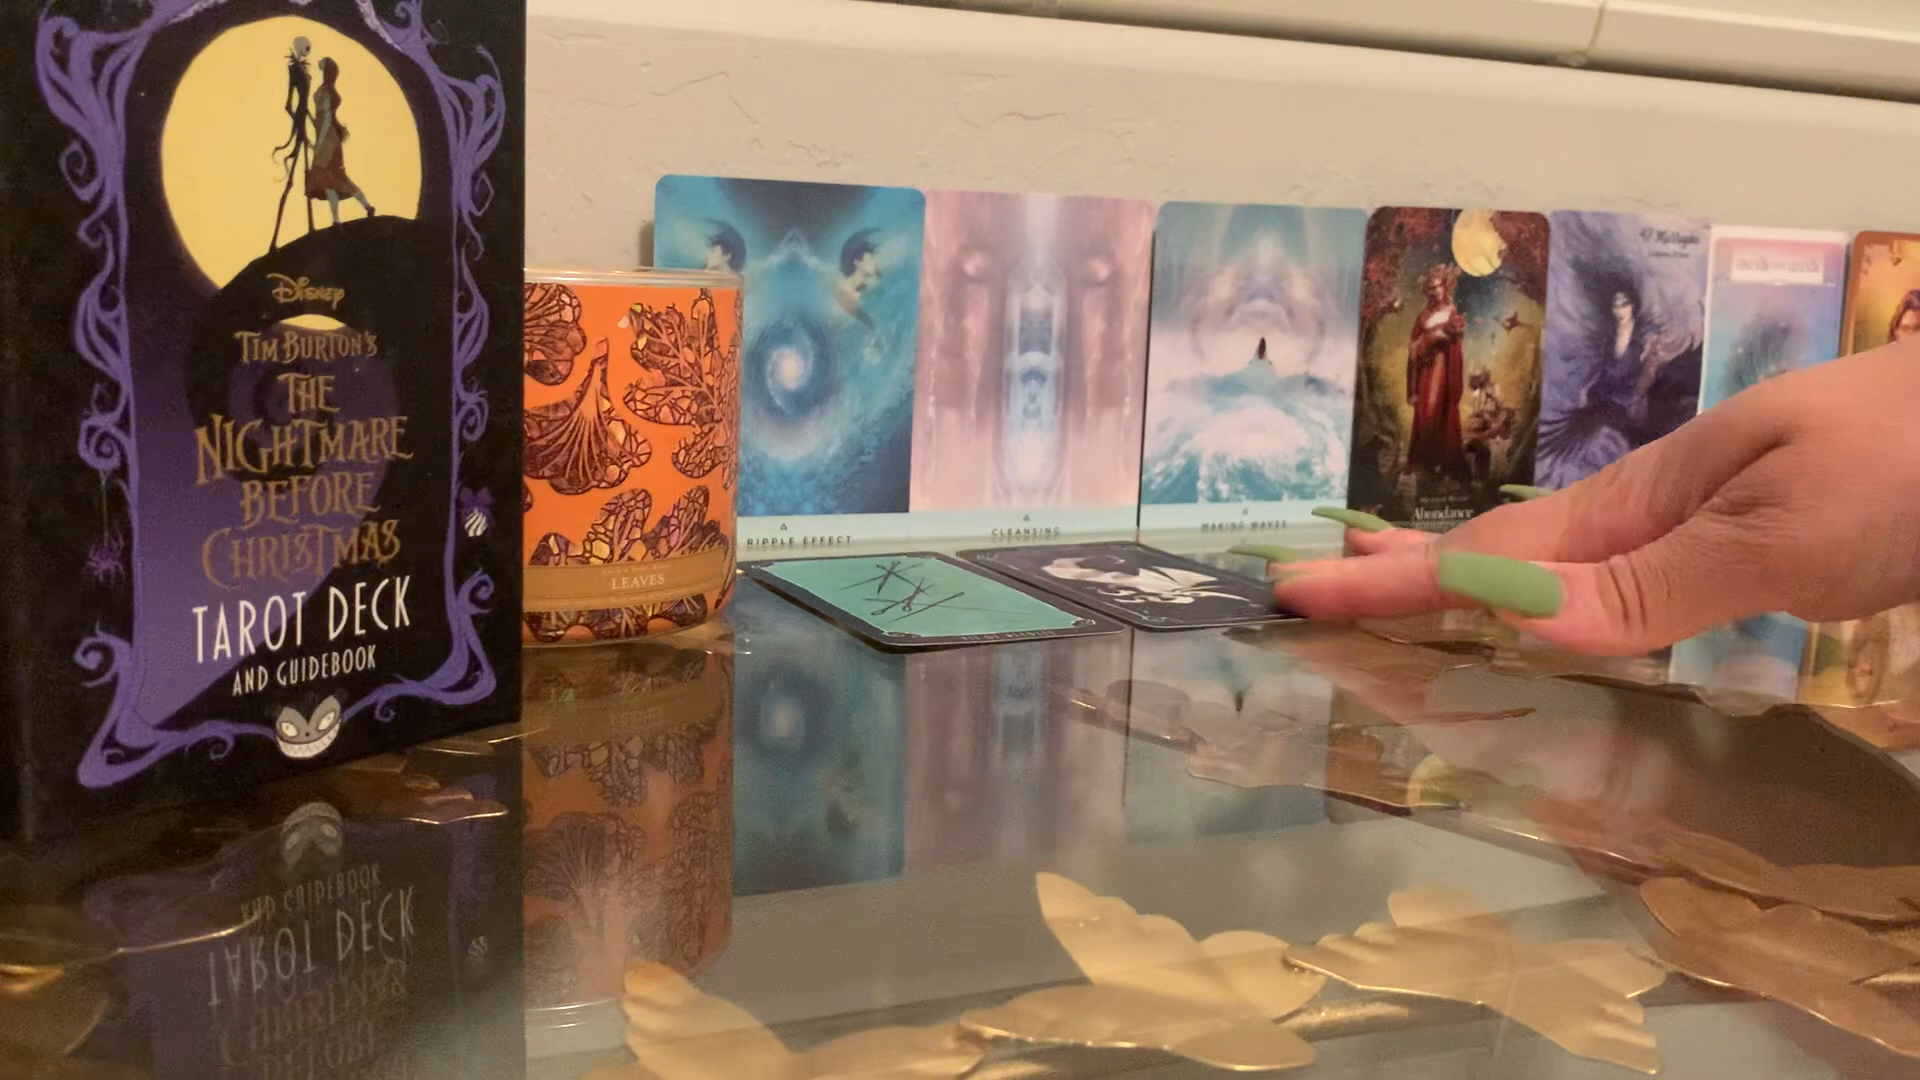 DISNEY
TIM BURTON'S
THE
NIGHTMARE
BEFORE
CHRISTMAS
TAROT DECK
AND GUIDEBOOK
LEAVES
RIPPLE EFFECT
CLEANSING
MAKING WAVES
Abundance